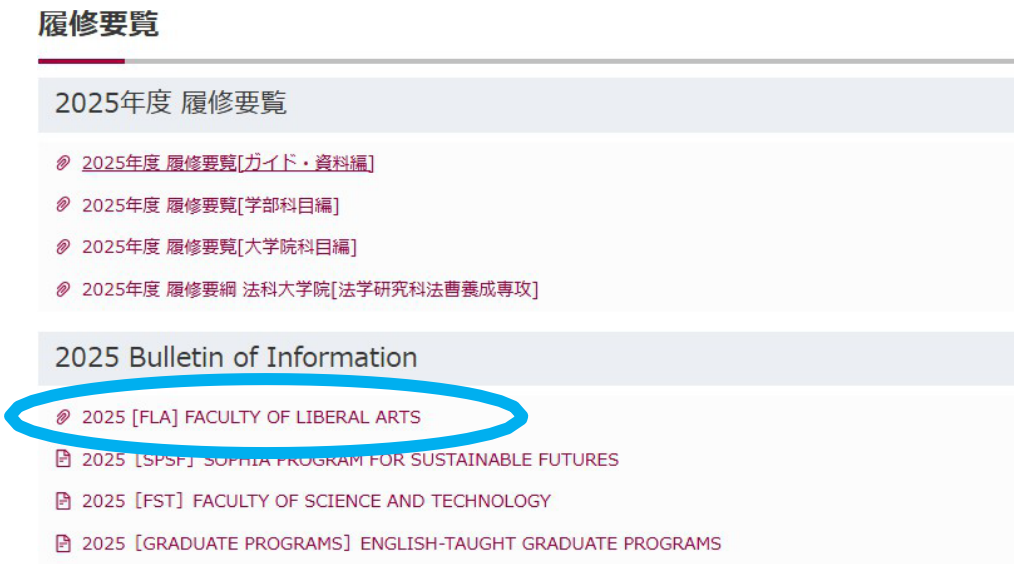 履修要覧
2025年度 履修要覧
2025年度 履修要覧[ガイド・資料編]
2025年度 履修要覧[学部科目編]
2025年度 履修要覧[大学院科目編]
2025年度 履修要綱 法科大学院[法学研究科法曹養成専攻]
2025 Bulletin of Information
2025 [FLA] FACULTY OF LIBERAL ARTS
2025［SPSF］SOPHIA PROGRAM FOR SUSTAINABLE FUTURES
2025［FST］FACULTY OF SCIENCE AND TECHNOLOGY
2025［GRADUATE PROGRAMS］ENGLISH-TAUGHT GRADUATE PROGRAMS